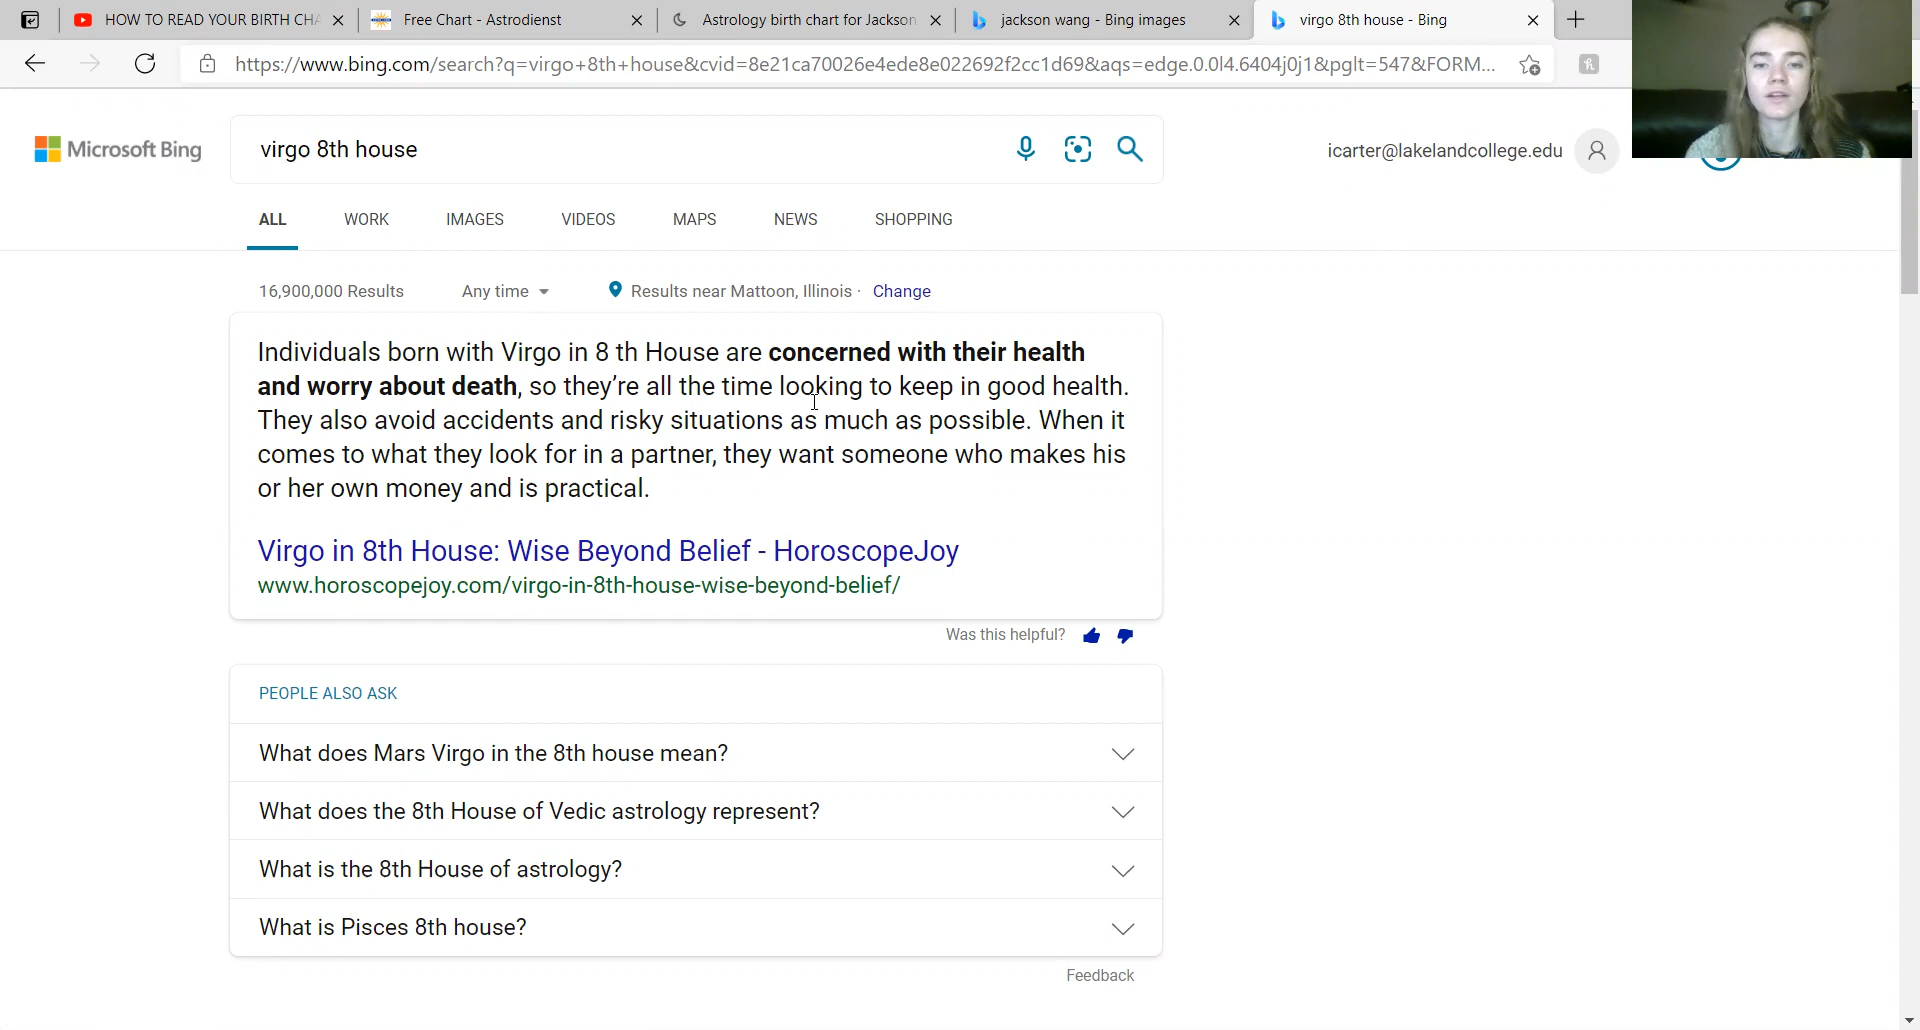 HOW TO READ YOUR BIRTH CHA
Free Chart - Astrodienst
Astrology birth chart for Jackson
jackson wang - Bing images
virgo 8th house - Bing
https://www.bing.com/search?q=virgo+8th+house&cvid=8e21ca70026e4ede8e022692f2cc1d69&aqs=edge.0.0l4.6404j0j1&pglt=547&FORM...
Microsoft Bing
virgo 8th house
icarter@lakelandcollege.edu
ALL WORK IMAGES VIDEOS MAPS NEWS SHOPPING
16,900,000 Results Any time Results near Mattoon, Illinois · Change
Individuals born with Virgo in 8 th House are concerned with their health
and worry about death, so they’re all the time looking to keep in good health.
They also avoid accidents and risky situations as much as possible. When it
comes to what they look for in a partner, they want someone who makes his
or her own money and is practical.
Virgo in 8th House: Wise Beyond Belief - HoroscopeJoy
www.horoscopejoy.com/virgo-in-8th-house-wise-beyond-belief/
Was this helpful?
PEOPLE ALSO ASK
What does Mars Virgo in the 8th house mean?
What does the 8th House of Vedic astrology represent?
What is the 8th House of astrology?
What is Pisces 8th house?
Feedback